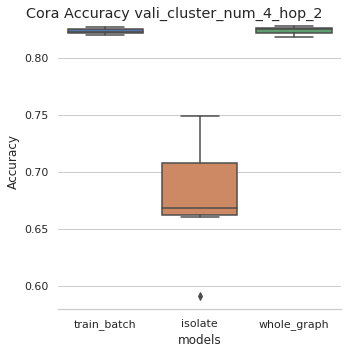 Cora Accuracy vali_cluster_num_4_hop_2
0.80
0.75
0.70
0.65
0.60
Accuracy
train_batch
isolate
whole_graph
models